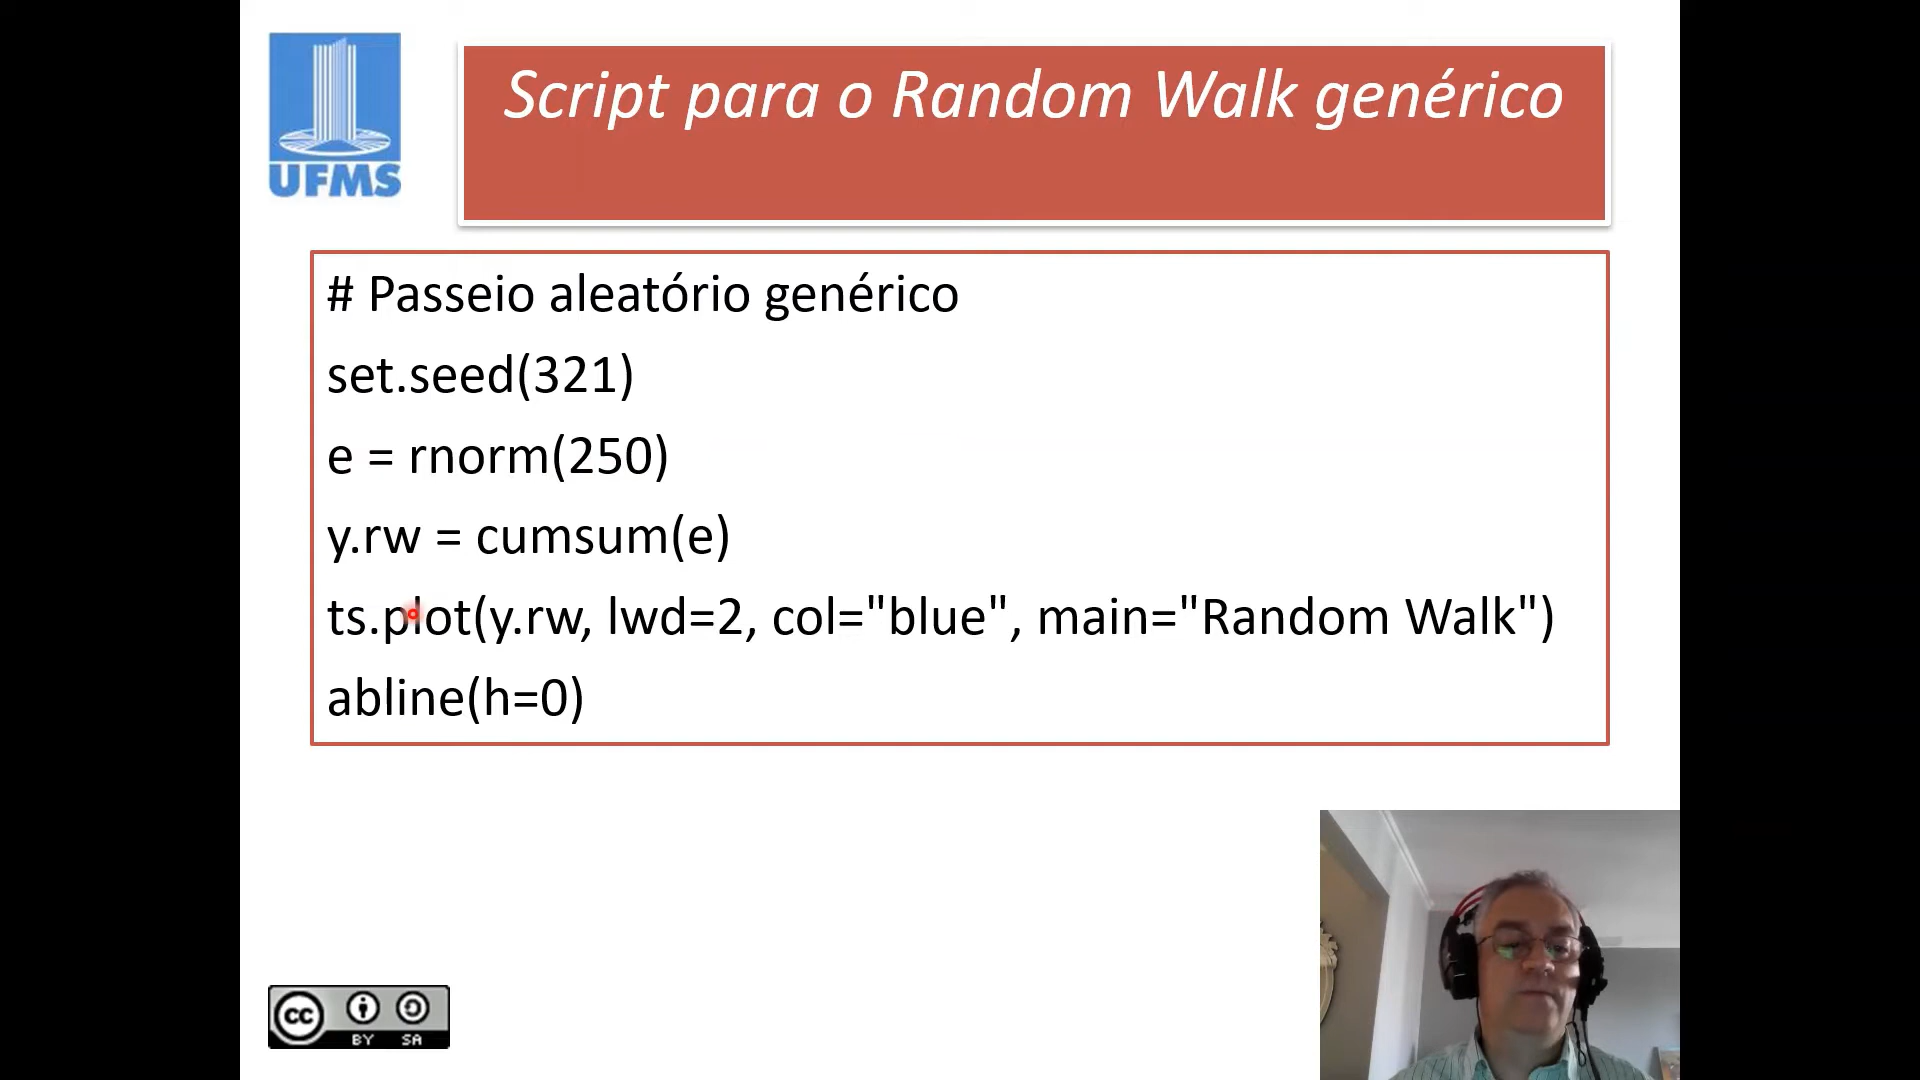 UFMS
Script para o Random Walk genérico
# Passeio aleatório genérico
set.seed(321)
e = rnorm(250)
y.rw = cumsum(e)
ts.plot(y.rw, lwd=2, col="blue", main="Random Walk")
abline(h=0)
cc
BY SA